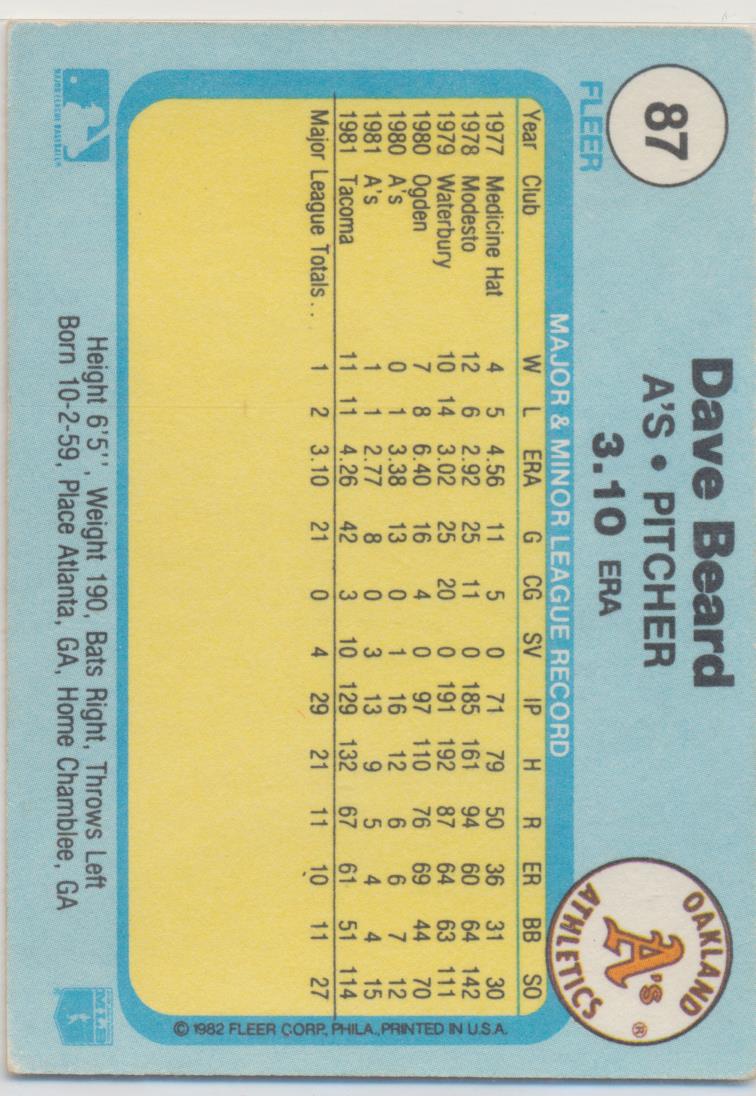 87
FLEER
Dave Beard
A'S • PITCHER
3.10 ERA
OAKLAND A's ATHLETICS ®
MAJOR & MINOR LEAGUE RECORD
Year Club W L ERA G CG SV IP H R ER BB SO
1977 Medicine Hat 4 5 4.56 11 5 0 71 79 50 36 31 30
1978 Modesto 12 6 2.92 25 11 0 185 161 94 60 64 142
1979 Waterbury 10 14 3.02 25 20 0 191 192 87 64 63 111
1980 Ogden 7 8 6.40 16 4 0 97 110 76 69 44 70
1980 A's 0 1 3.38 13 0 1 16 12 6 6 7 12
1981 A's 1 1 2.77 8 0 3 13 9 5 4 4 15
1981 Tacoma 11 11 4.26 42 3 10 129 132 67 61 51 114
Major League Totals . . 1 2 3.10 21 0 4 29 21 11 10 11 27
© 1982 FLEER CORP., PHILA., PRINTED IN U.S.A.
MAJOR LEAGUE BASEBALL
Height 6'5'', Weight 190, Bats Right, Throws Left
Born 10-2-59, Place Atlanta, GA, Home Chamblee, GA